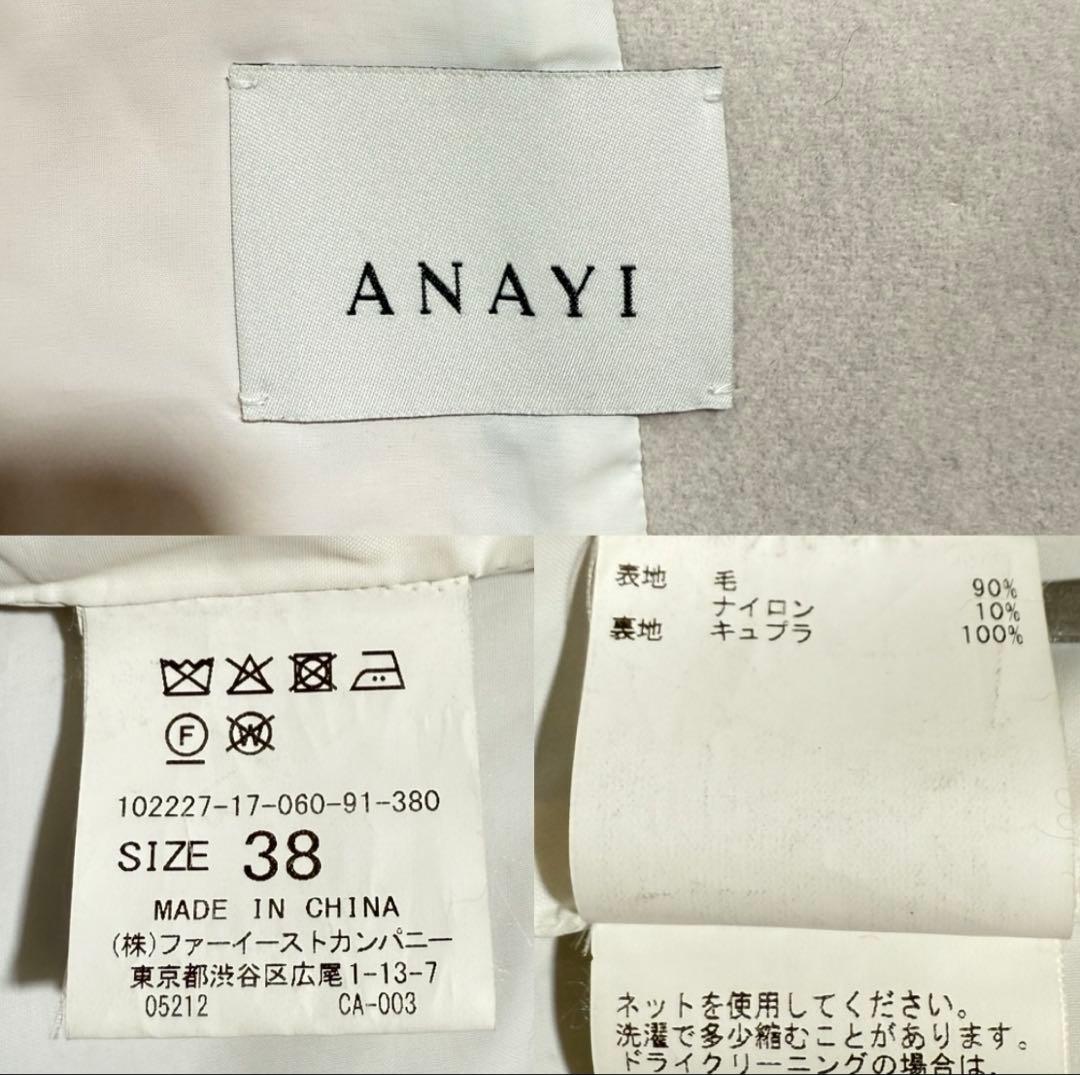 ANAYI
F
W
102227-17-060-91-380
SIZE 38
MADE IN CHINA
(株)ファーイーストカンパニー
東京都渋谷区広尾1-13-7
05212 CA-003
表地 毛 90%
ナイロン 10%
裏地 キュプラ 100%
ネットを使用してください。
洗濯で多少縮むことがあります。
ドライクリーニングの場合は、